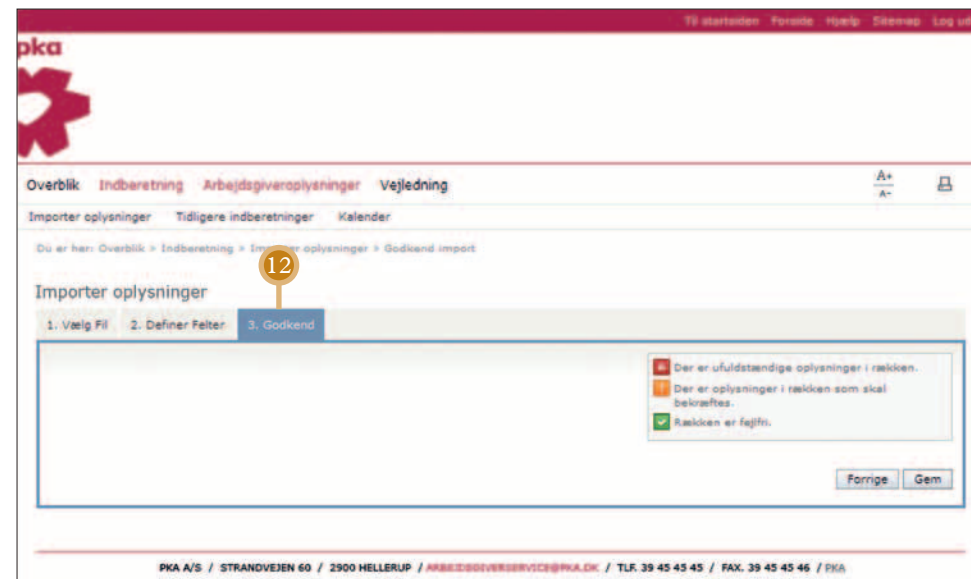 Til startsiden Forside Hjælp Sitemap Log ud
pka
Overblik Indberetning Arbejdsgiveroplysninger Vejledning A+
A-
Importer oplysninger Tidligere indberetninger Kalender
Du er her: Overblik > Indberetning > Importer oplysninger > Godkend import
12
Importer oplysninger
1. Vælg Fil 2. Definer Felter 3. Godkend
Der er ufuldstændige oplysninger i rækken.
Der er oplysninger i rækken som skal
bekræftes.
Rækken er fejlfri.
Forrige Gem
PKA A/S / STRANDVEJEN 60 / 2900 HELLERUP / ARBEJDSGIVERSERVICE@PKA.DK / TLF. 39 45 45 45 / FAX. 39 45 45 46 / PKA